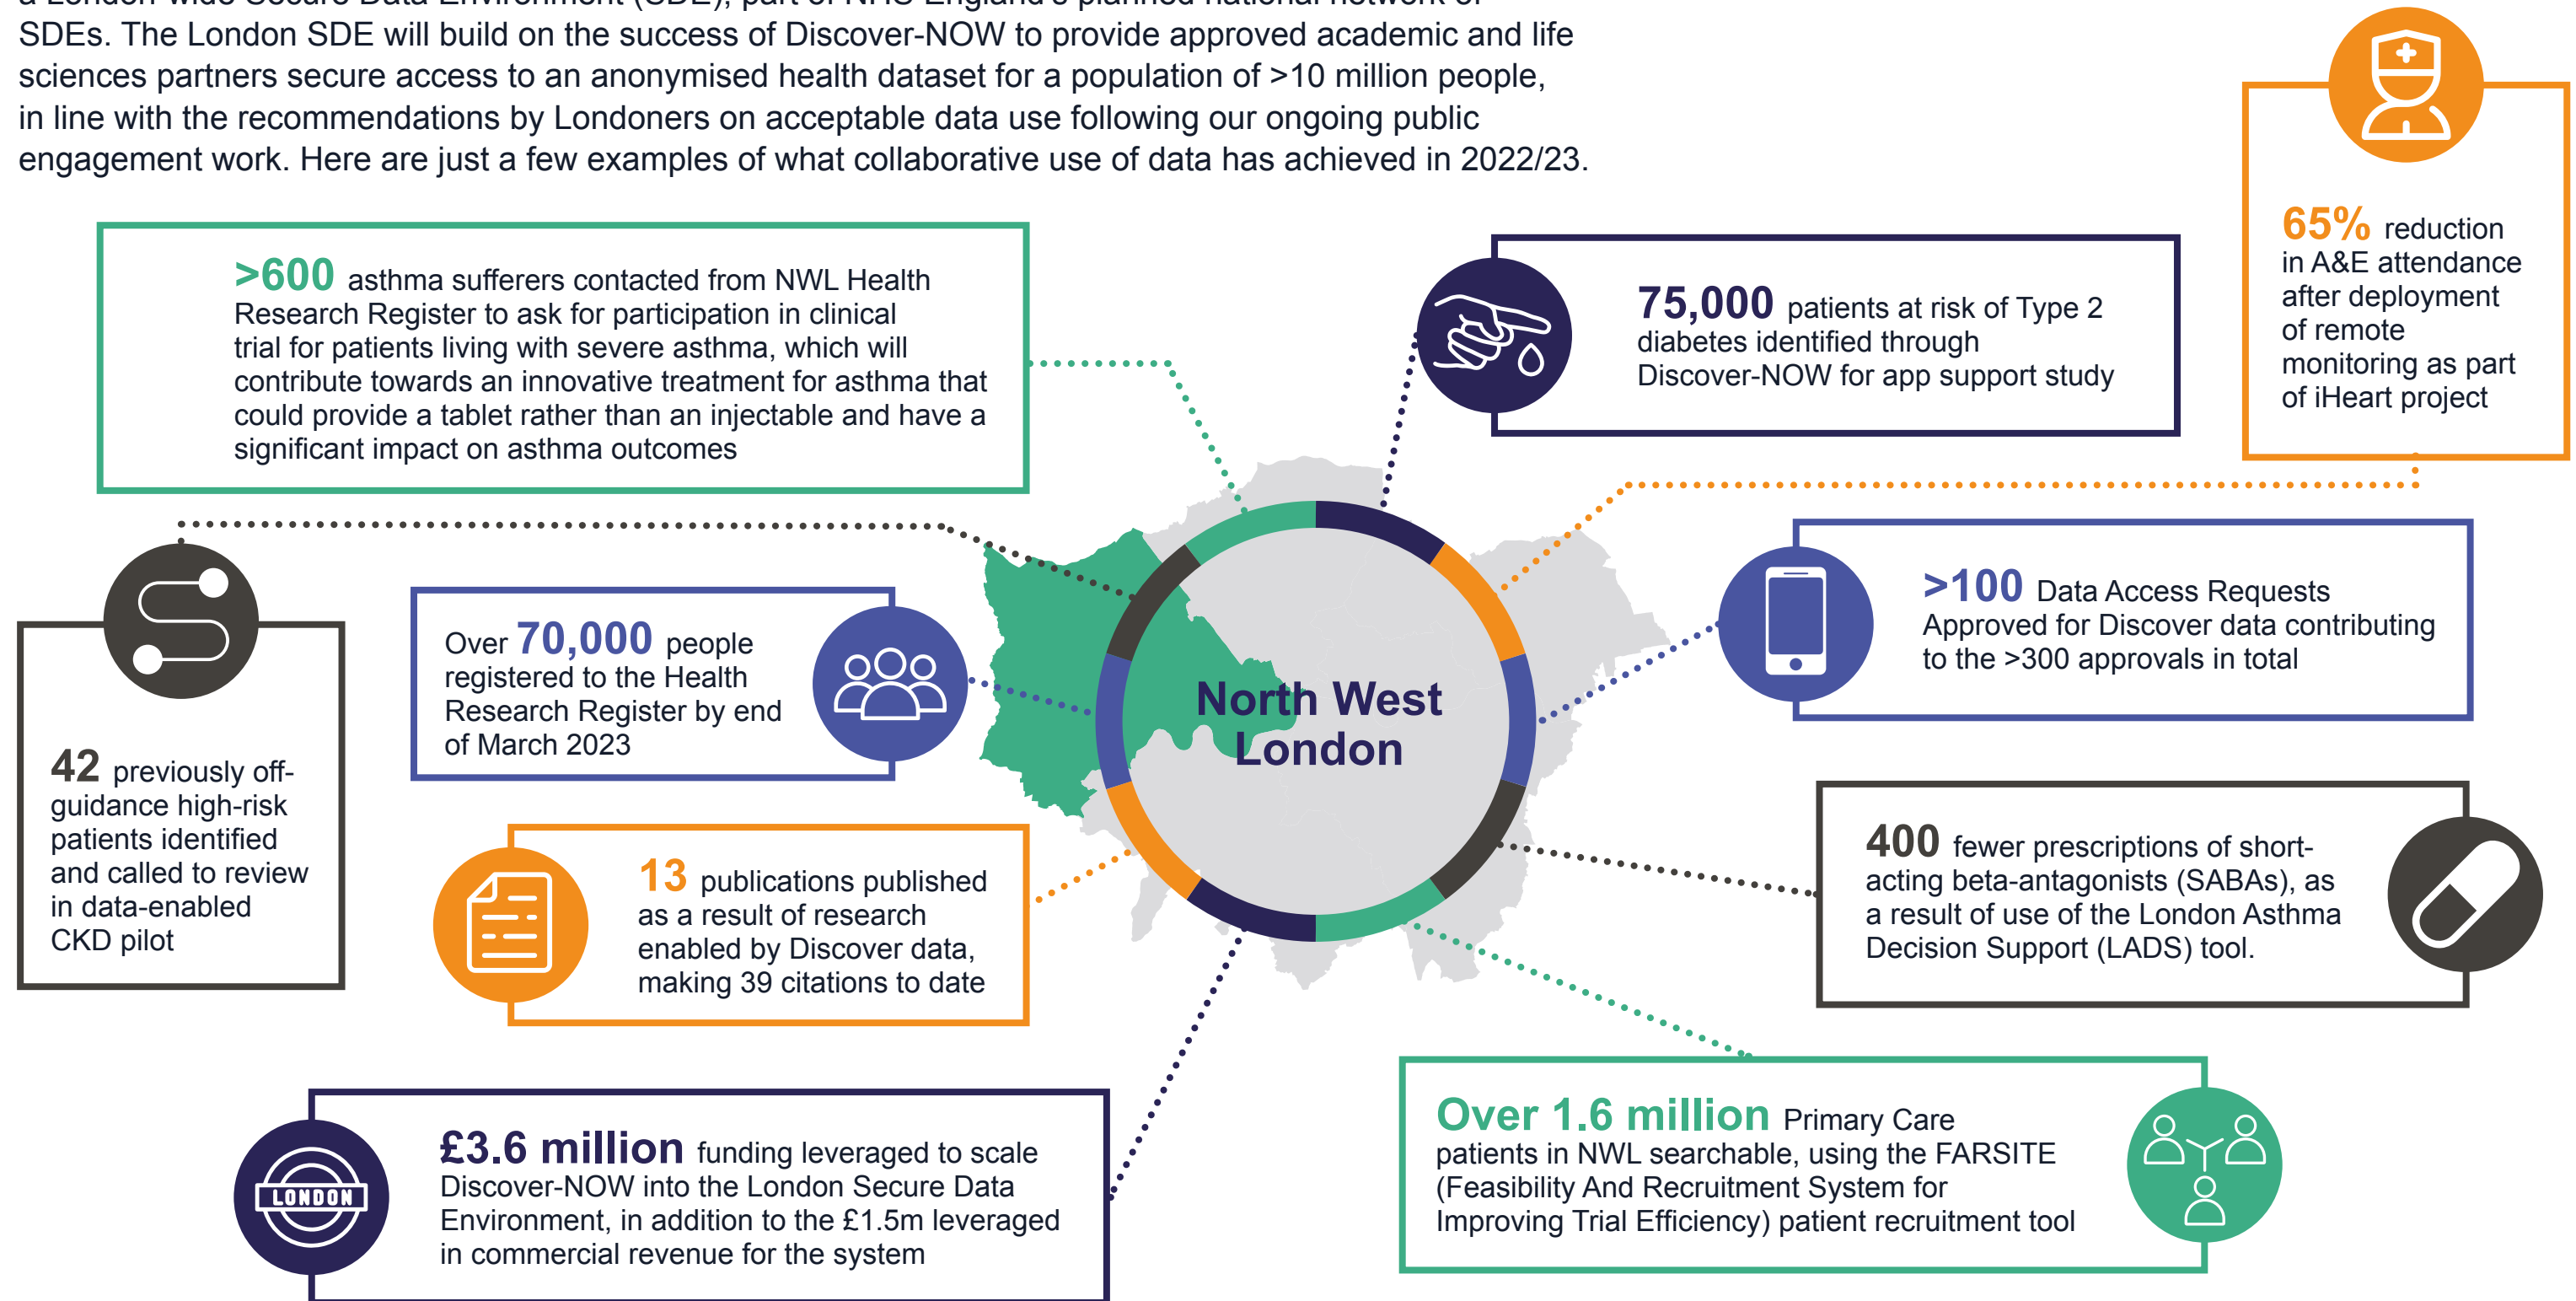 a London-wide Secure Data Environment (SDE), part of NHS England's planned national network of
SDEs. The London SDE will build on the success of Discover-NOW to provide approved academic and life
sciences partners secure access to an anonymised health dataset for a population of >10 million people,
in line with the recommendations by Londoners on acceptable data use following our ongoing public
engagement work. Here are just a few examples of what collaborative use of data has achieved in 2022/23.
>600 asthma sufferers contacted from NWL Health
Research Register to ask for participation in clinical
trial for patients living with severe asthma, which will
contribute towards an innovative treatment for asthma that
could provide a tablet rather than an injectable and have a
significant impact on asthma outcomes
75,000 patients at risk of Type 2
diabetes identified through
Discover-NOW for app support study
65% reduction
in A&E attendance
after deployment
of remote
monitoring as part
of iHeart project
42 previously off-
guidance high-risk
patients identified
and called to review
in data-enabled
CKD pilot
Over 70,000 people
registered to the Health
Research Register by end
of March 2023
North West
London
>100 Data Access Requests
Approved for Discover data contributing
to the >300 approvals in total
13 publications published
as a result of research
enabled by Discover data,
making 39 citations to date
400 fewer prescriptions of short-
acting beta-antagonists (SABAs), as
a result of use of the London Asthma
Decision Support (LADS) tool.
LONDON
£3.6 million funding leveraged to scale
Discover-NOW into the London Secure Data
Environment, in addition to the £1.5m leveraged
in commercial revenue for the system
Over 1.6 million Primary Care
patients in NWL searchable, using the FARSITE
(Feasibility And Recruitment System for
Improving Trial Efficiency) patient recruitment tool